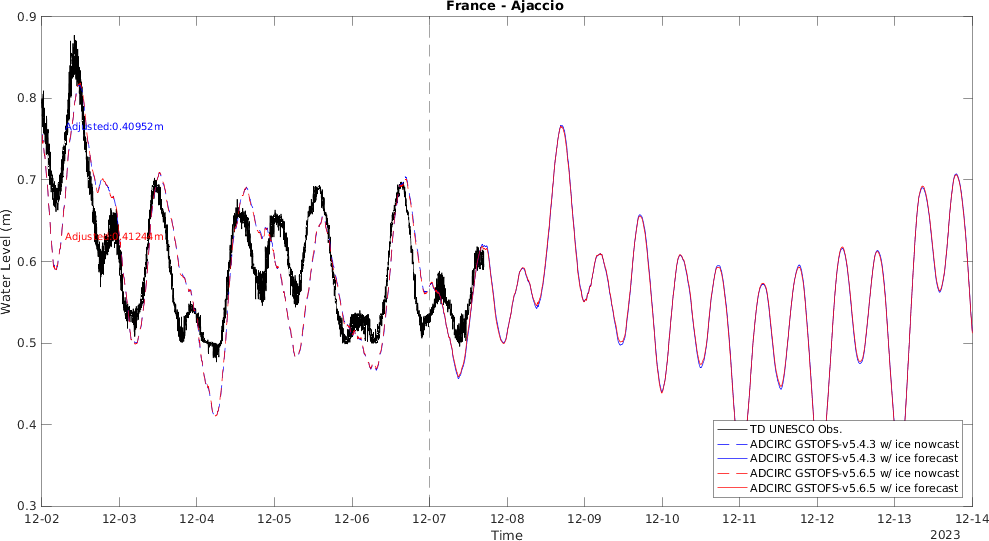 France - Ajaccio
0.9
0.8
0.7
0.6
0.5
0.4
0.3
Water Level (m)
Adjusted:0.40952m
Adjusted:0.41244m
TD UNESCO Obs.
ADCIRC GSTOFS-v5.4.3 w/ ice nowcast
ADCIRC GSTOFS-v5.4.3 w/ ice forecast
ADCIRC GSTOFS-v5.6.5 w/ ice nowcast
ADCIRC GSTOFS-v5.6.5 w/ ice forecast
12-02 12-03 12-04 12-05 12-06 12-07 12-08 12-09 12-10 12-11 12-12 12-13 12-14
Time
2023